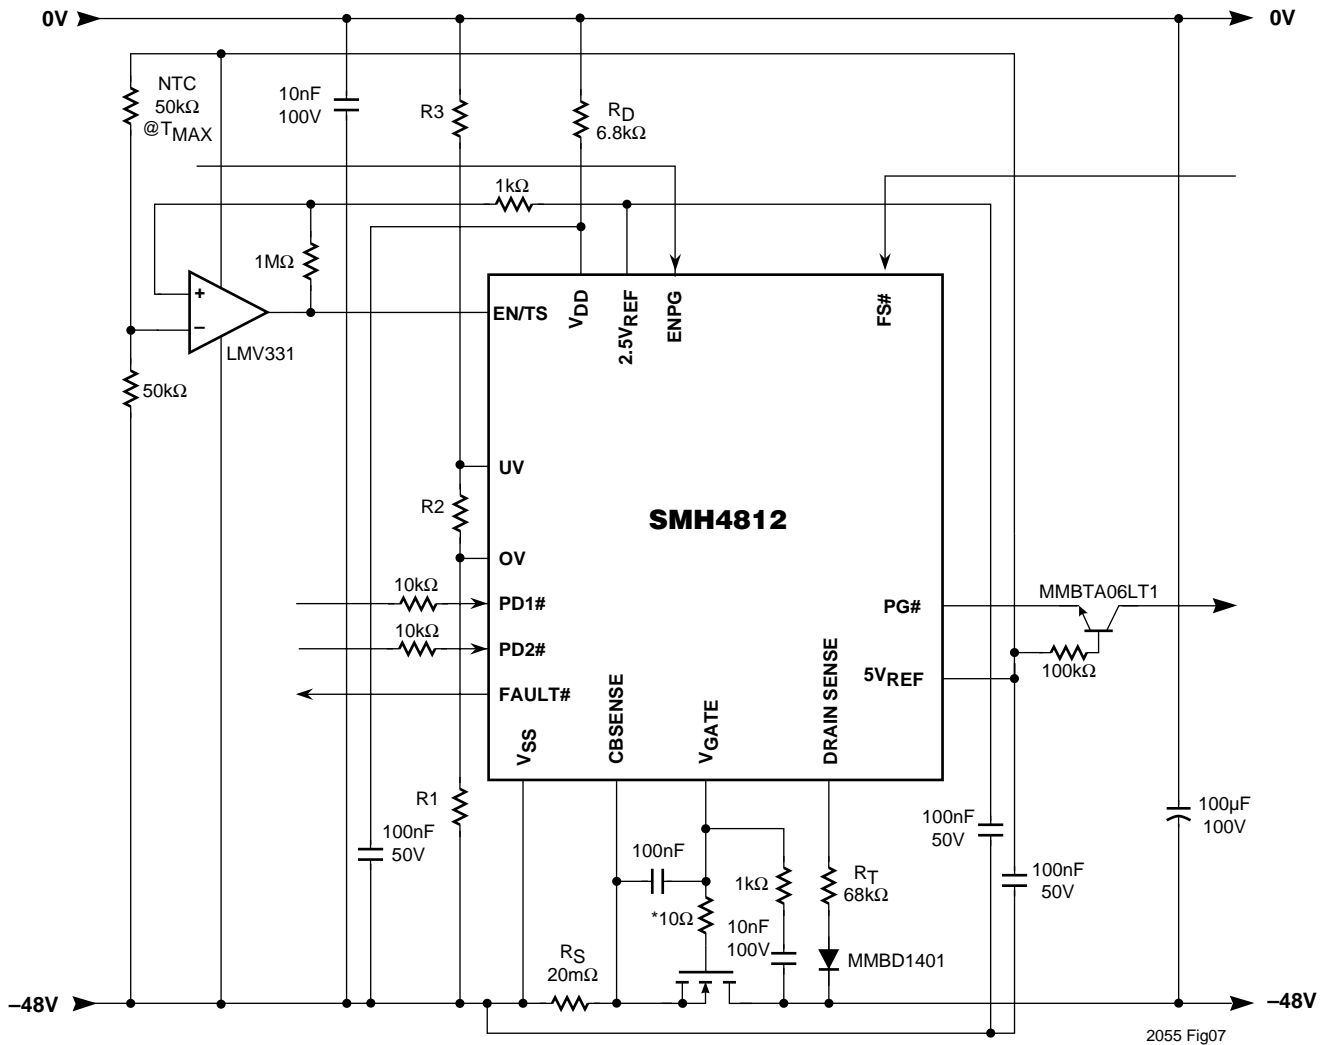 0V
0V
NTC
50kΩ
@TMAX
10nF
100V
R3
RD
6.8kΩ
1kΩ
1MΩ
+
–
LMV331
50kΩ
EN/TS
VDD
2.5VREF
ENPG
FS#
UV
R2
OV
SMH4812
10kΩ
PD1#
10kΩ
PD2#
FAULT#
PG#
MMBTA06LT1
5VREF
100kΩ
VSS
CBSENSE
VGATE
DRAIN SENSE
R1
100nF
50V
100nF
*10Ω
1kΩ
10nF
100V
RT
68kΩ
MMBD1401
100nF
50V
100nF
50V
100µF
100V
RS
20mΩ
–48V
–48V
2055 Fig07